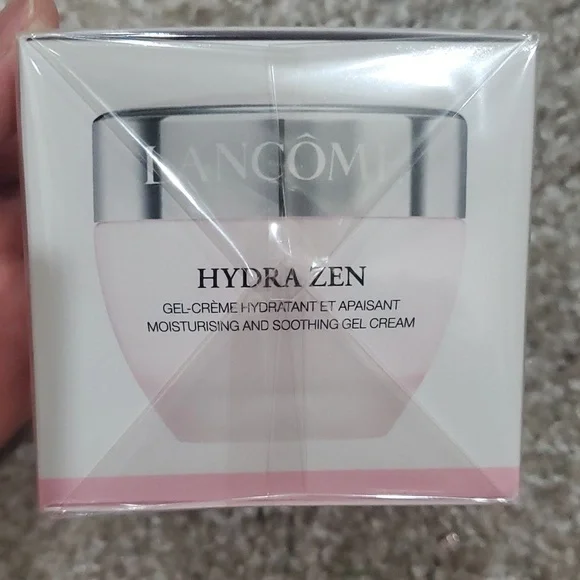 LANCÔME
HYDRA ZEN
GEL-CRÈME HYDRATANT ET APAISANT
MOISTURISING AND SOOTHING GEL CREAM